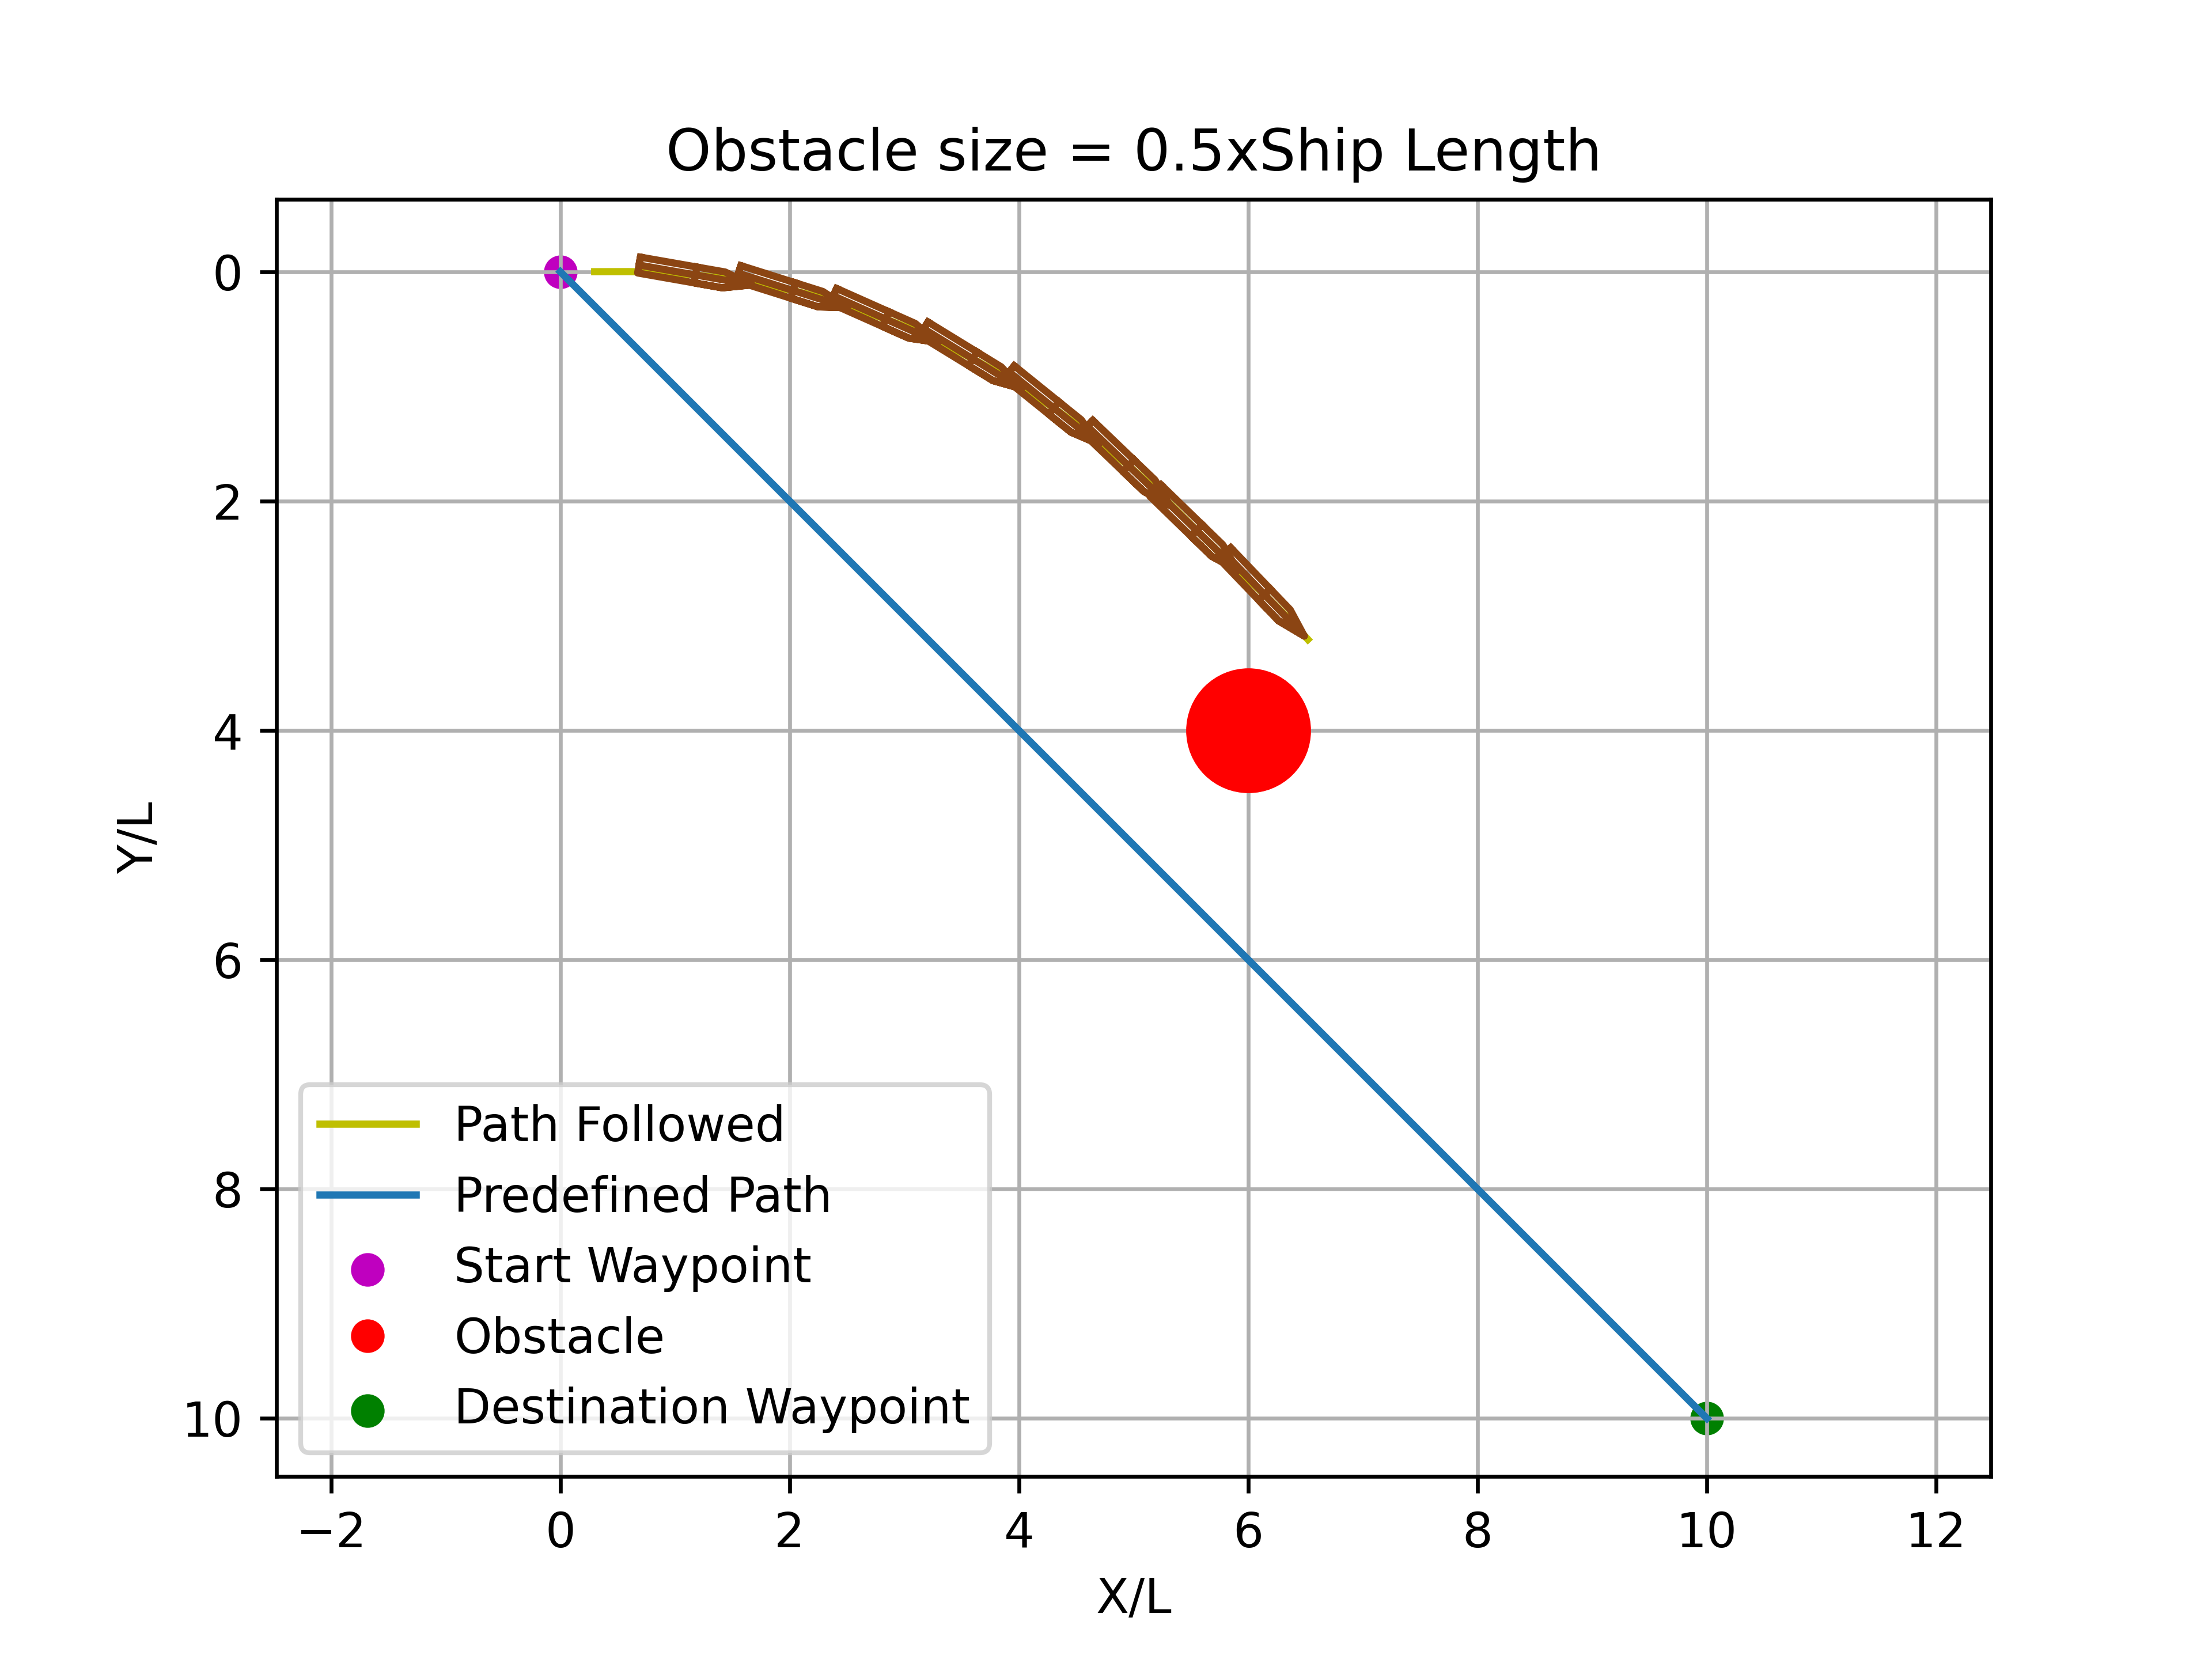 Obstacle size = 0.5xShip Length
0
2
4
6
8
10
Y/L
Path Followed
Predefined Path
Start Waypoint
Obstacle
Destination Waypoint
−2 0 2 4 6 8 10 12
X/L